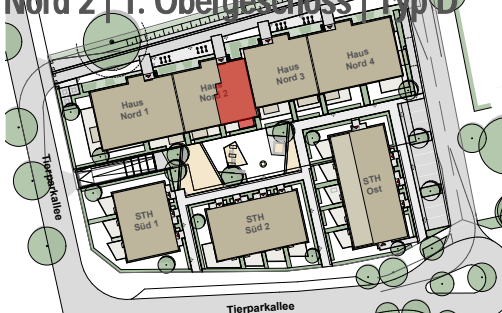 Nord 2 | 1. Obergeschoss | Typ D
Haus
Nord 4
Haus
Nord 3
Haus
Nord 2
Haus
Nord 1
Tierparkallee
STH
Ost
STH
Süd 1
STH
Süd 2
Tierparkallee